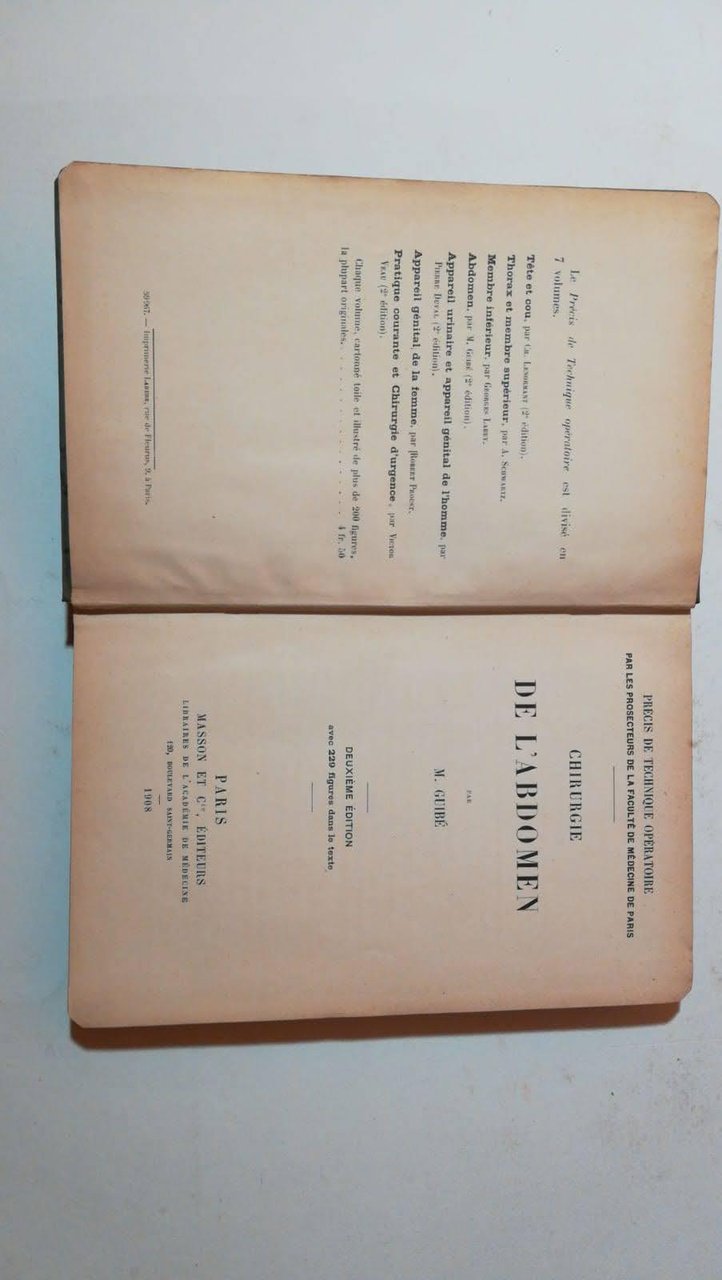 Le Précis de Technique opératoire est divisé en
7 volumes.
Tête et cou, par Ch. Lenormant (2e édition).
Thorax et membre supérieur, par A. Schwartz.
Membre inférieur, par Georges Labey.
Abdomen, par M. Guibé (2e édition).
Appareil urinaire et appareil génital de l'homme, par
Pierre Duval (2e édition).
Appareil génital de la femme, par Robert Proust.
Pratique courante et Chirurgie d'urgence, par Victor
Veau (2e édition).
Chaque volume, cartonné toile et illustré de plus de 200 figures,
la plupart originales. . . . . . . . . . . . . . 4 fr. 50
— Imprimerie Lahure, rue de Fleurus, 9, à Paris.
PRÉCIS DE TECHNIQUE OPÉRATOIRE
PAR LES PROSECTEURS DE LA FACULTÉ DE MÉDECINE DE PARIS
CHIRURGIE
DE L'ABDOMEN
PAR
M. GUIBÉ
DEUXIÈME ÉDITION
avec 229 figures dans le texte
PARIS
MASSON ET Cie, ÉDITEURS
LIBRAIRES DE L'ACADÉMIE DE MÉDECINE
120, BOULEVARD SAINT-GERMAIN
1908